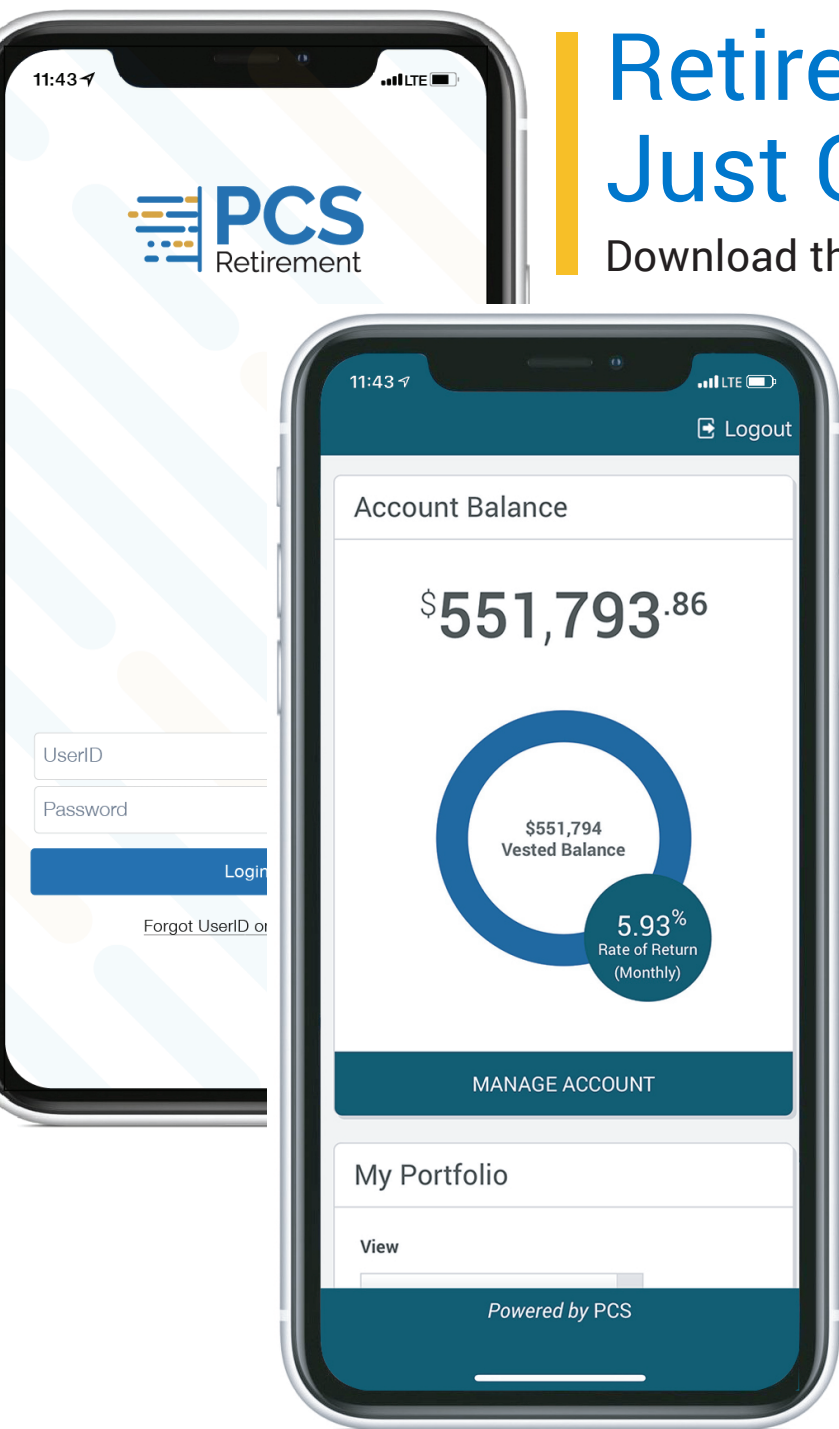 11:43
LTE
PCS
Retirement
UserID
Password
Login
Forgot UserID or
Just
Download
11:43
LTE
Logout
Account Balance
$551,793.86
$551,794
Vested Balance
5.93%
Rate of Return
(Monthly)
MANAGE ACCOUNT
My Portfolio
View
Powered by PCS